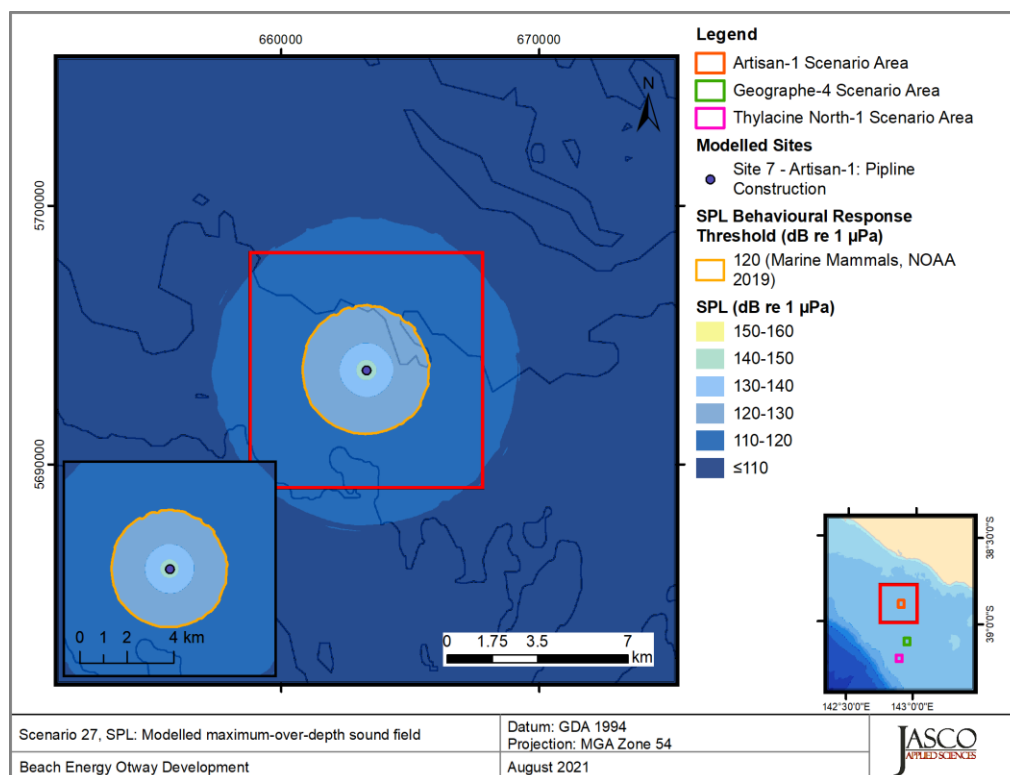 660000
670000
5700000
5690000
N
0 1 2 4 km
0 1.75 3.5 7
km
Legend
Artisan-1 Scenario Area
Geographe-4 Scenario Area
Thylacine North-1 Scenario Area
Modelled Sites
Site 7 - Artisan-1: Pipline
Construction
SPL Behavioural Response
Threshold (dB re 1 µPa)
120 (Marine Mammals, NOAA
2019)
SPL (dB re 1 µPa)
150-160
140-150
130-140
120-130
110-120
≤110
38°30'0"S
39°0'0"S
142°30'0"E
143°0'0"E
Scenario 27, SPL: Modelled maximum-over-depth sound field
Datum: GDA 1994
Projection: MGA Zone 54
Beach Energy Otway Development
August 2021
JASCO
APPLIED SCIENCES